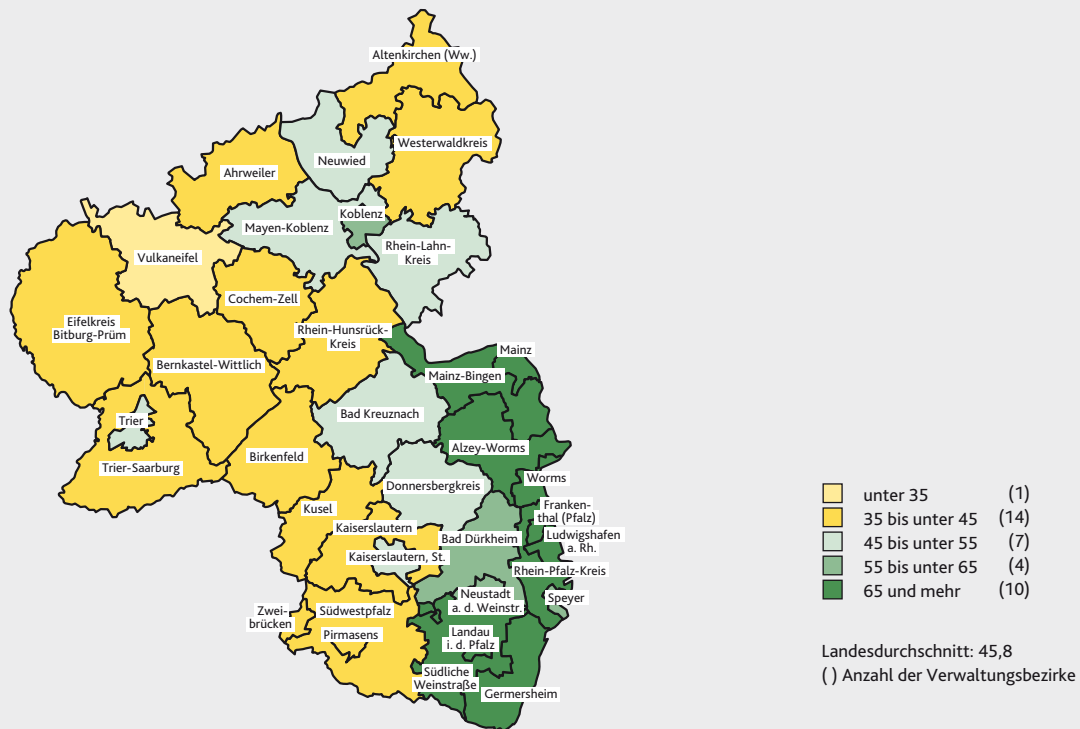 Altenkirchen (Ww.)
Westerwaldkreis
Neuwied
Ahrweiler
Koblenz
Mayen-Koblenz
Rhein-Lahn-
Kreis
Vulkaneifel
Cochem-Zell
Eifelkreis
Bitburg-Prüm
Rhein-Hunsrück-
Kreis
Mainz
Bernkastel-Wittlich
Mainz-Bingen
Bad Kreuznach
Trier
Alzey-Worms
Birkenfeld
Trier-Saarburg
Worms
Donnersbergkreis
Kusel
Franken-
thal (Pfalz)
Kaiserslautern
Bad Dürkheim
Ludwigshafen
a. Rh.
Kaiserslautern, St.
Rhein-Pfalz-Kreis
Neustadt
a. d. Weinstr.
Speyer
Zwei-
brücken
Südwestpfalz
Pirmasens
Landau
i. d. Pfalz
Südliche
Weinstraße
Germersheim
unter 35 (1)
35 bis unter 45 (14)
45 bis unter 55 (7)
55 bis unter 65 (4)
65 und mehr (10)
Landesdurchschnitt: 45,8
( ) Anzahl der Verwaltungsbezirke